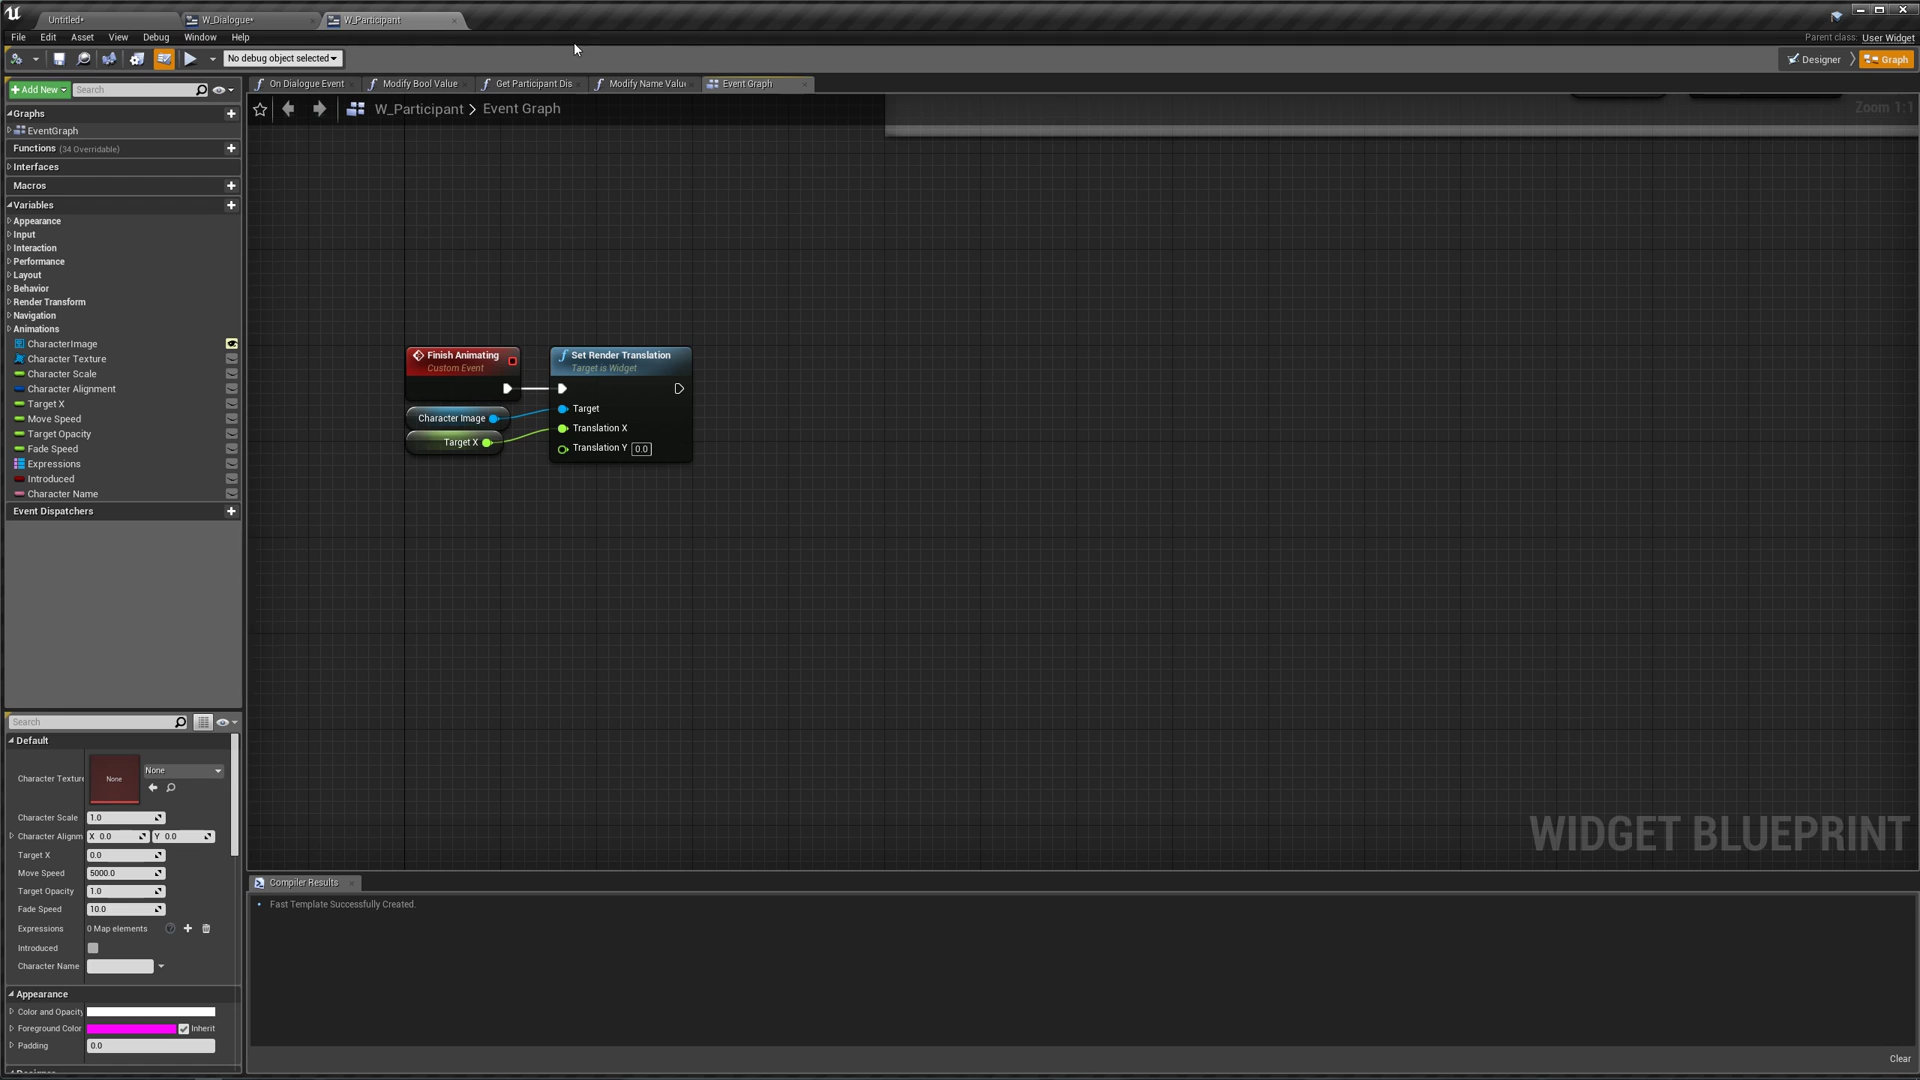 Untitled•
W_Dialogue•
W_Participant
File Edit Asset View Debug Window Help
Parent class: User Widget
No debug object selected
Designer
Graph
Add New
Search
On Dialogue Event
Modify Bool Value
Get Participant Dis
Modify Name Valu
Event Graph
Graphs
EventGraph
Functions (34 Overridable)
Interfaces
Macros
Variables
Appearance
Input
Interaction
Performance
Layout
Behavior
Render Transform
Navigation
Animations
CharacterImage
Character Texture
Character Scale
Character Alignment
Target X
Move Speed
Target Opacity
Fade Speed
Expressions
Introduced
Character Name
Event Dispatchers
W_Participant > Event Graph
Zoom 1:1
Finish Animating
Custom Event
Character Image
Target X
Set Render Translation
Target is Widget
Target
Translation X
Translation Y 0.0
WIDGET BLUEPRINT
Search
Default
Character Texture None None
Character Scale 1.0
Character Alignm X 0.0 Y 0.0
Target X 0.0
Move Speed 5000.0
Target Opacity 1.0
Fade Speed 10.0
Expressions 0 Map elements
Introduced
Character Name
Appearance
Color and Opacity
Foreground Color Inherit
Padding 0.0
Compiler Results
• Fast Template Successfully Created.
Clear